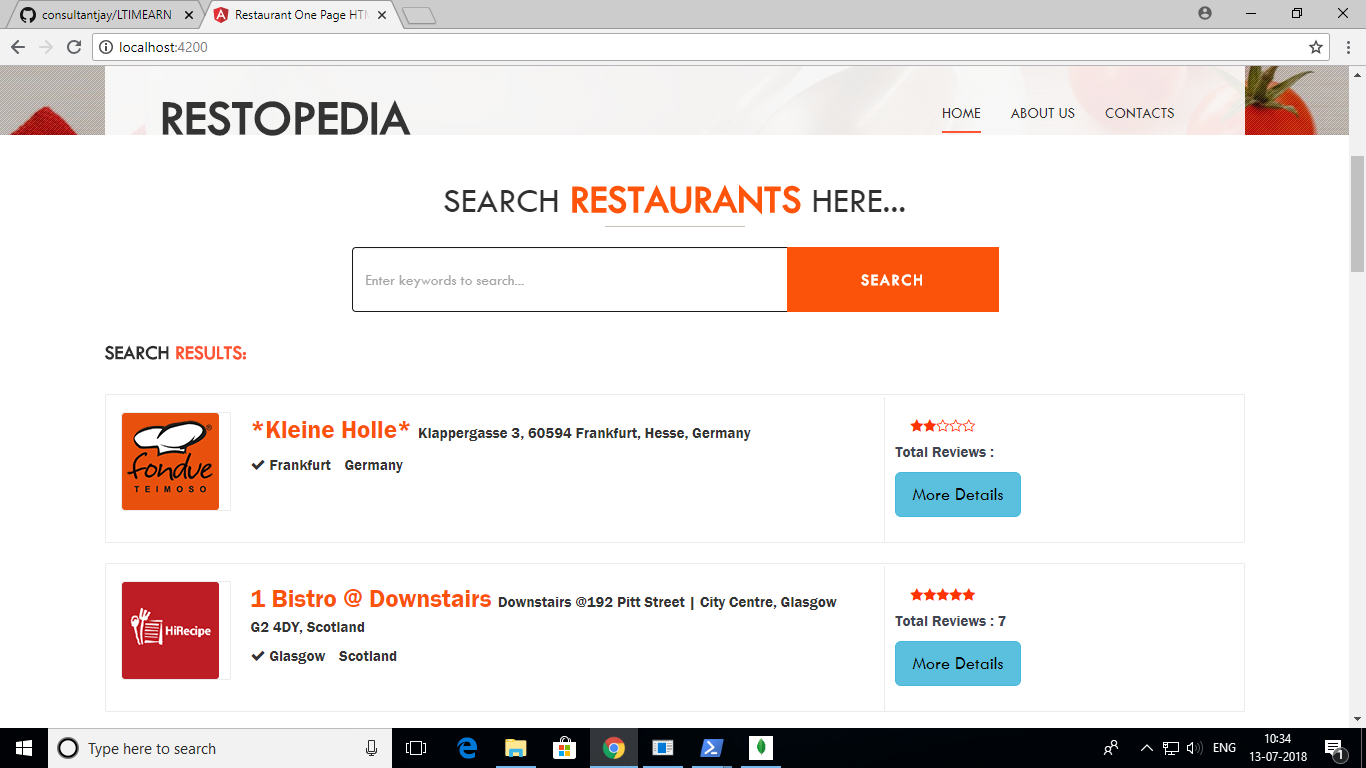 consultantjay/LTIMEARN
Restaurant One Page HTM
localhost:4200
RESTOPEDIA
HOME
ABOUT US
CONTACTS
SEARCH RESTAURANTS HERE...
Enter keywords to search...
SEARCH
SEARCH RESULTS:
fondue
TEIMOSO
*Kleine Holle* Klappergasse 3, 60594 Frankfurt, Hesse, Germany
Frankfurt Germany
Total Reviews :
More Details
HiRecipe
1 Bistro @ Downstairs Downstairs @192 Pitt Street | City Centre, Glasgow
G2 4DY, Scotland
Glasgow Scotland
Total Reviews : 7
More Details
Type here to search
ENG
10:34
13-07-2018
1